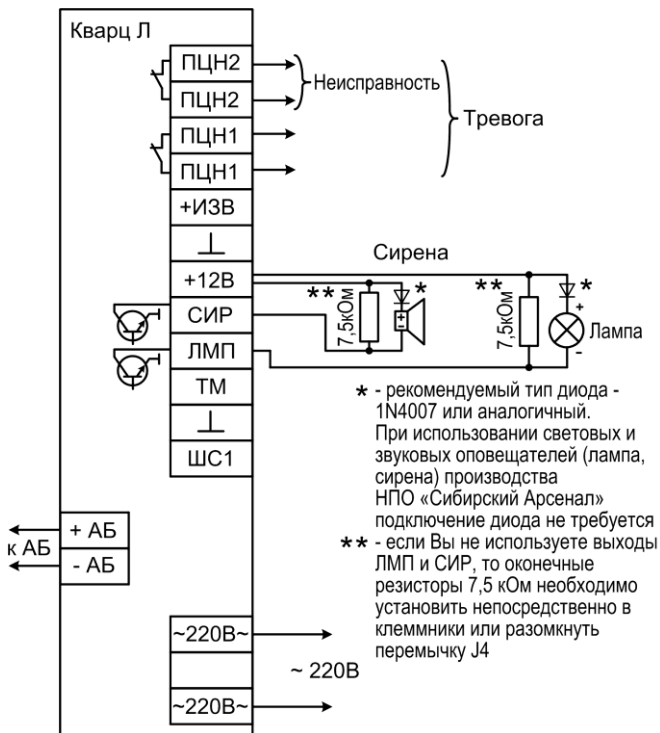 Кварц Л
ПЦН2
ПЦН2
Неисправность
ПЦН1
ПЦН1
Тревога
+ИЗВ
⊥
+12В
СИР
ЛМП
ТМ
⊥
ШС1
Сирена
**
7,5кОм
*
+
-
**
7,5кОм
*
+
Лампа
-
* - рекомендуемый тип диода -
1N4007 или аналогичный.
При использовании световых и
звуковых оповещателей (лампа,
сирена) производства
НПО «Сибирский Арсенал»
подключение диода не требуется
** - если Вы не используете выходы
ЛМП и СИР, то оконечные
резисторы 7,5 кОм необходимо
установить непосредственно в
клеммники или разомкнуть
перемычку J4
к АБ
+ АБ
- АБ
~220В~
~ 220В
~220В~